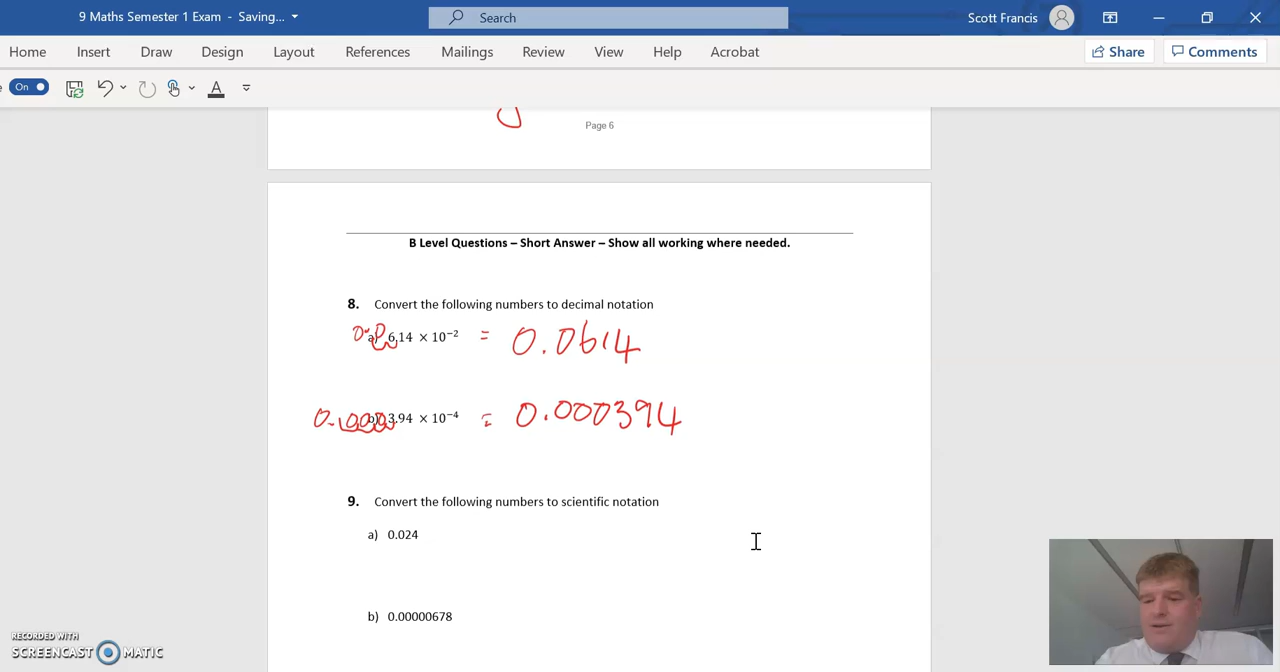 9 Maths Semester 1 Exam - Saving...
Search
Scott Francis
Home Insert Draw Design Layout References Mailings Review View Help Acrobat
Share Comments
On
Page 6
B Level Questions – Short Answer – Show all working where needed.
8. Convert the following numbers to decimal notation
a) 6.14 × 10⁻² = 0.0614
b) 3.94 × 10⁻⁴ = 0.000394
9. Convert the following numbers to scientific notation
a) 0.024
b) 0.00000678
RECORDED WITH
SCREENCAST MATIC